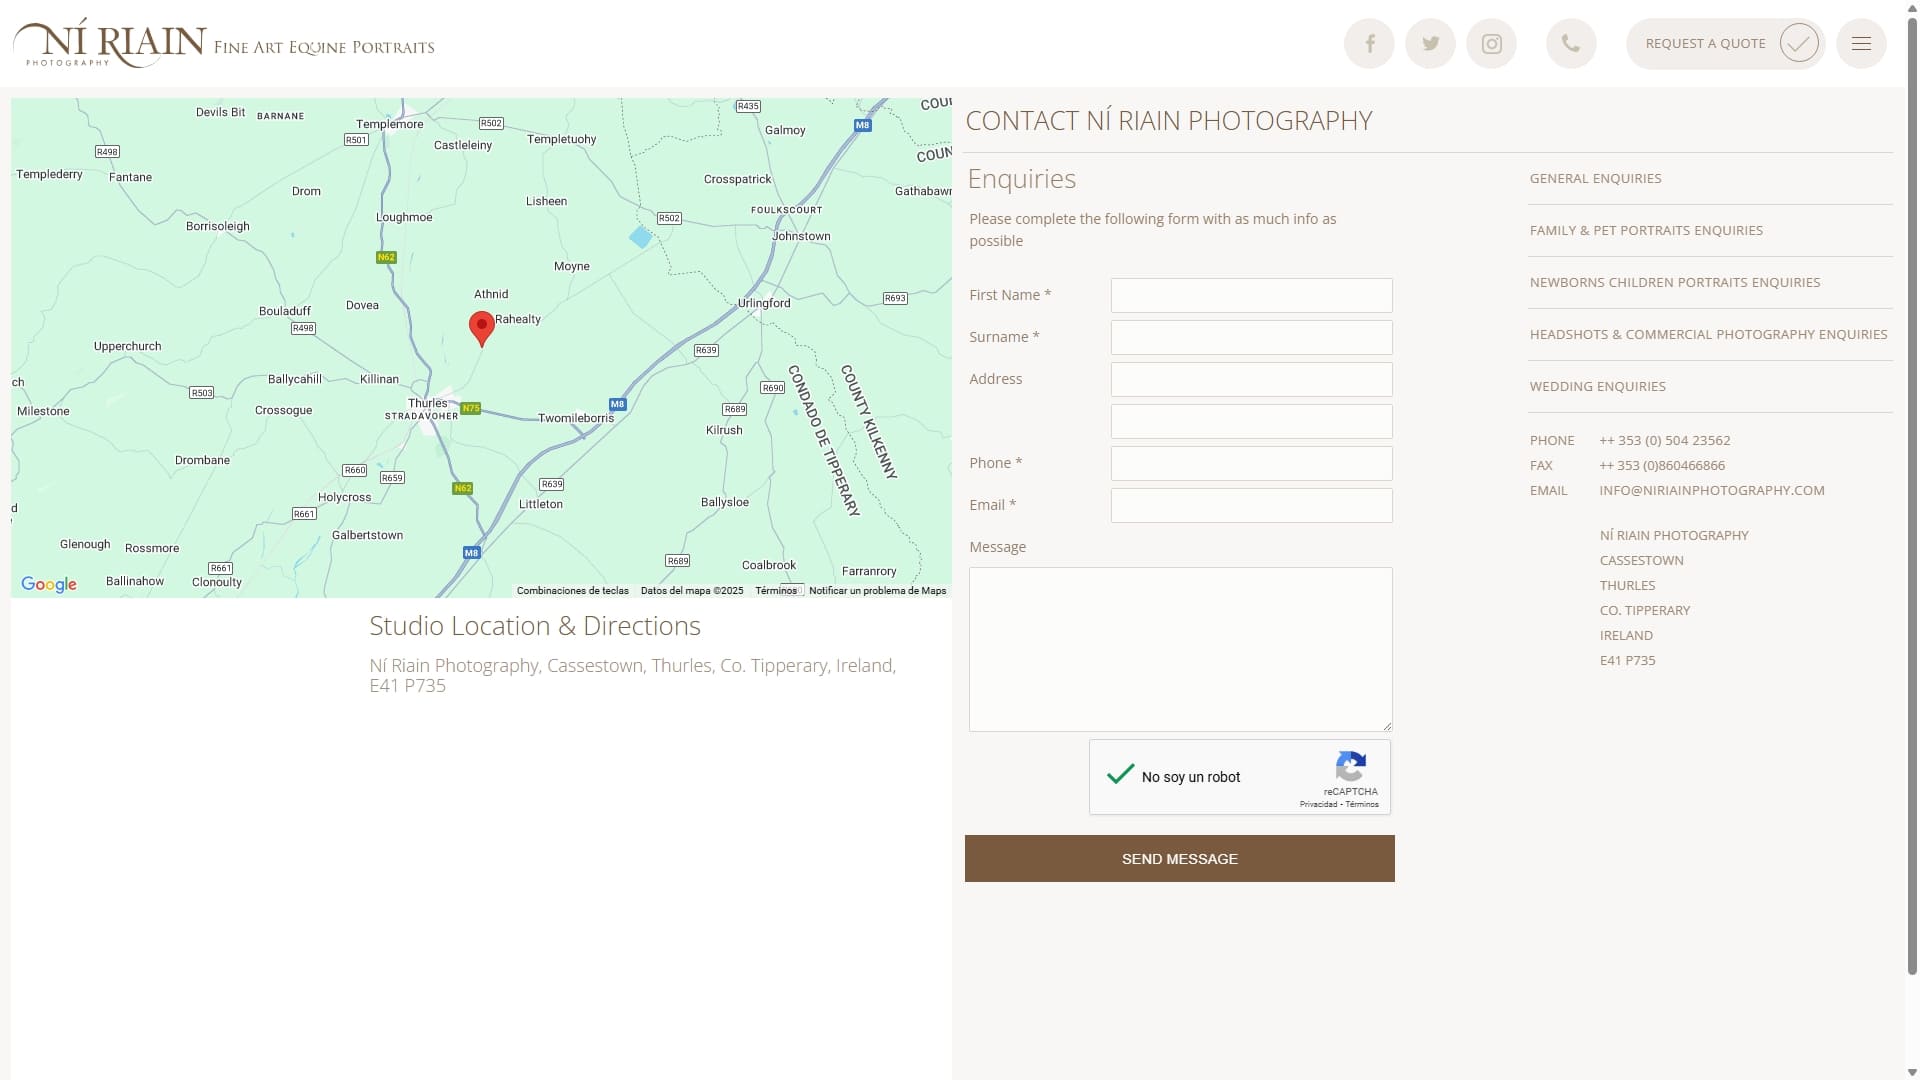 NÍ RIAIN
PHOTOGRAPHY
FINE ART EQUINE PORTRAITS
REQUEST A QUOTE
Devils Bit
BARNANE
Templemore
R502
R435
Galmoy
M8
R501
Castleleiny
Templetuohy
R498
Templederry
Fantane
Drom
Crosspatrick
Gathabawn
Lisheen
FOULKSCOURT
Borrisoleigh
Loughmoe
R502
Johnstown
N62
Moyne
Athnid
Bouladuff
Dovea
Urlingford
R693
R498
Rahealty
Upperchurch
R639
Ballycahill
Killinan
R503
R690
Milestone
Crossogue
Thurles
STRADAVOHER
N75
M8
Twomileborris
R689
Kilrush
CONDADO DE TIPPERARY
COUNTY KILKENNY
Drombane
R660
R659
N62
R639
Holycross
Littleton
Ballysloe
R661
Galbertstown
Glenough
Rossmore
M8
R689
R661
Coalbrook
Farranrory
Ballinahow
Clonoulty
Google
Combinaciones de teclas
Datos del mapa ©2025
Términos
Notificar un problema de Maps
Studio Location & Directions
Ní Riain Photography, Cassestown, Thurles, Co. Tipperary, Ireland,
E41 P735
CONTACT NÍ RIAIN PHOTOGRAPHY
Enquiries
Please complete the following form with as much info as
possible
First Name *
Surname *
Address
Phone *
Email *
Message
No soy un robot
reCAPTCHA
Privacidad - Términos
SEND MESSAGE
GENERAL ENQUIRIES
FAMILY & PET PORTRAITS ENQUIRIES
NEWBORNS CHILDREN PORTRAITS ENQUIRIES
HEADSHOTS & COMMERCIAL PHOTOGRAPHY ENQUIRIES
WEDDING ENQUIRIES
PHONE ++ 353 (0) 504 23562
FAX ++ 353 (0)860466866
EMAIL INFO@NIRIAINPHOTOGRAPHY.COM
NÍ RIAIN PHOTOGRAPHY
CASSESTOWN
THURLES
CO. TIPPERARY
IRELAND
E41 P735